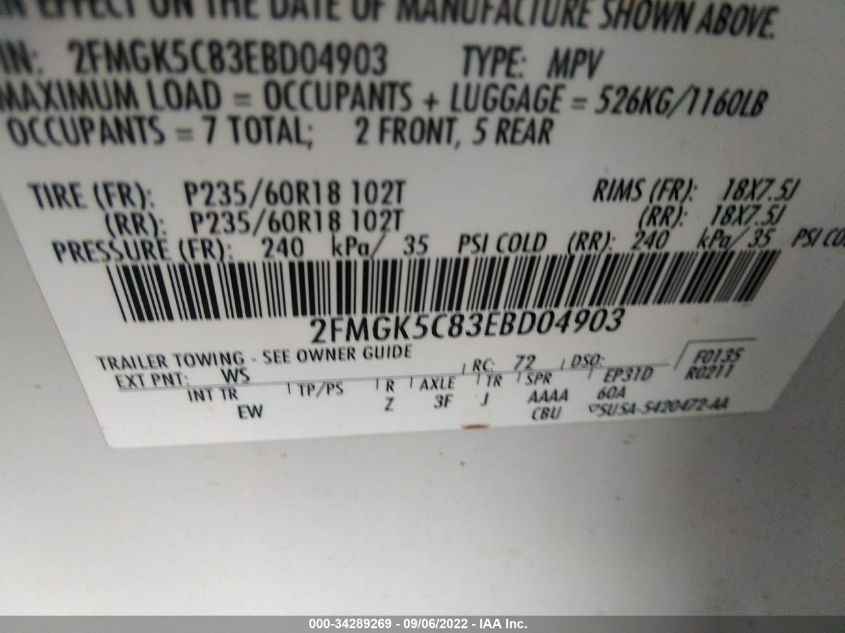 EFFECT ON THE DATE OF MANUFACTURE SHOWN ABOVE.
IN: 2FMGK5C83EBD04903 TYPE: MPV
MAXIMUM LOAD = OCCUPANTS + LUGGAGE = 526KG/1160LB
OCCUPANTS = 7 TOTAL; 2 FRONT, 5 REAR
TIRE (FR): P235/60R18 102T RIMS (FR): 18X7.5J
(RR): P235/60R18 102T (RR): 18X7.5J
PRESSURE (FR): 240 kPa/ 35 PSI COLD (RR): 240 kPa/ 35 PSI COL
2FMGK5C83EBD04903
TRAILER TOWING - SEE OWNER GUIDE
EXT PNT: WS RC: 72 DSO: F0135
INT TR TP/PS R AXLE TR SPR EP31D R0211
EW Z 3F J AAAA 60A
CBU SUSA-5420472-AA
000-34289269 - 09/06/2022 - IAA Inc.